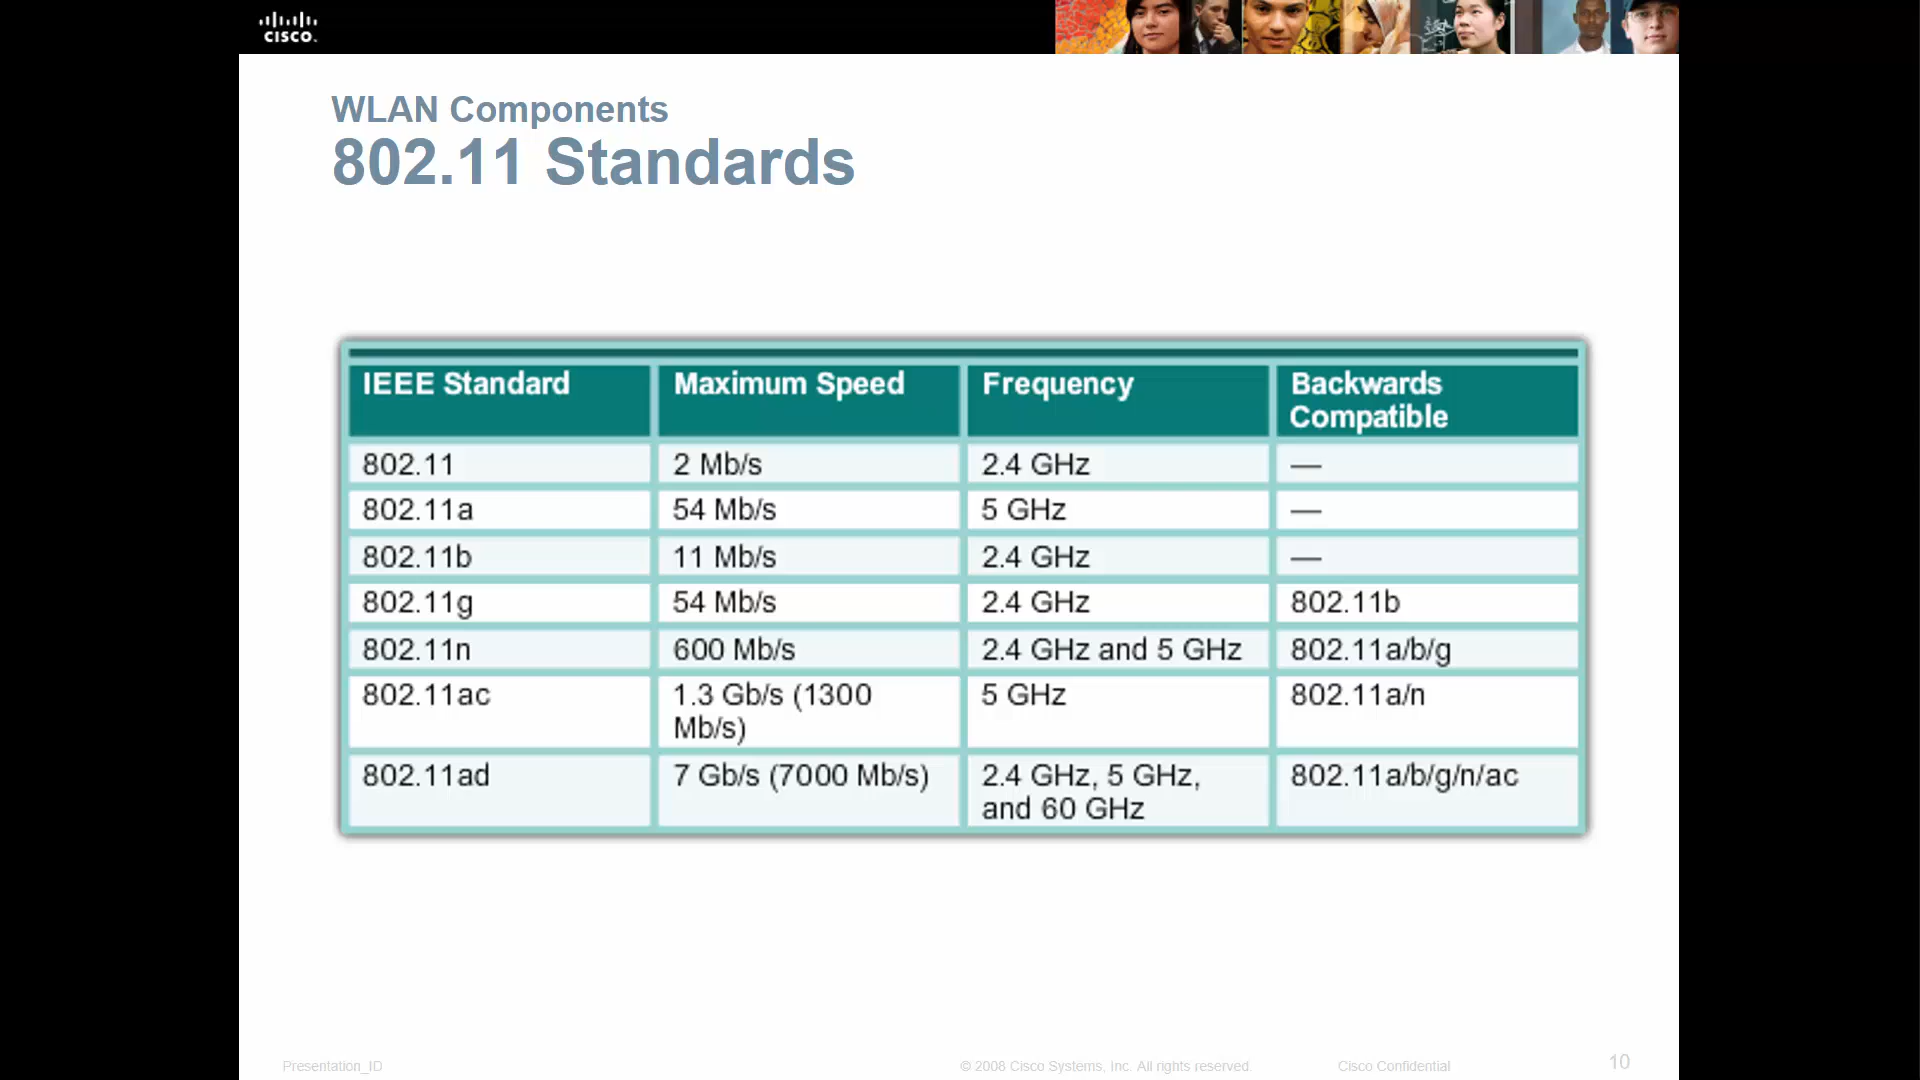 CISCO.
WLAN Components
802.11 Standards
IEEE Standard Maximum Speed Frequency Backwards
Compatible
802.11 2 Mb/s 2.4 GHz —
802.11a 54 Mb/s 5 GHz —
802.11b 11 Mb/s 2.4 GHz —
802.11g 54 Mb/s 2.4 GHz 802.11b
802.11n 600 Mb/s 2.4 GHz and 5 GHz 802.11a/b/g
802.11ac 1.3 Gb/s (1300 5 GHz 802.11a/n
Mb/s)
802.11ad 7 Gb/s (7000 Mb/s) 2.4 GHz, 5 GHz, 802.11a/b/g/n/ac
and 60 GHz
Presentation_ID © 2008 Cisco Systems, Inc. All rights reserved. Cisco Confidential 10